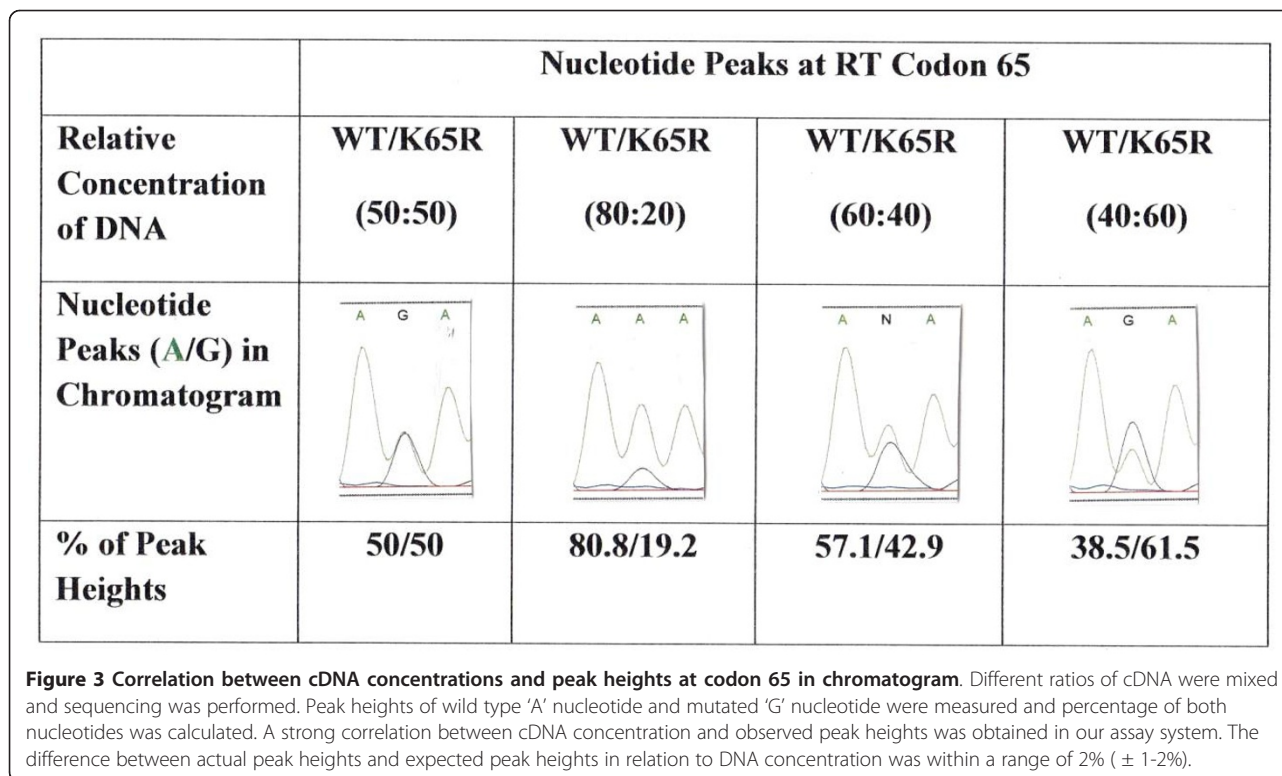 Nucleotide Peaks at RT Codon 65
Relative Concentration of DNA
WT/K65R (50:50)
WT/K65R (80:20)
WT/K65R (60:40)
WT/K65R (40:60)
Nucleotide Peaks (A/G) in Chromatogram
A G A
A A A
A N A
A G A
% of Peak Heights
50/50
80.8/19.2
57.1/42.9
38.5/61.5
Figure 3 Correlation between cDNA concentrations and peak heights at codon 65 in chromatogram. Different ratios of cDNA were mixed
and sequencing was performed. Peak heights of wild type ‘A’ nucleotide and mutated ‘G’ nucleotide were measured and percentage of both
nucleotides was calculated. A strong correlation between cDNA concentration and observed peak heights was obtained in our assay system. The
difference between actual peak heights and expected peak heights in relation to DNA concentration was within a range of 2% ( ± 1-2%).